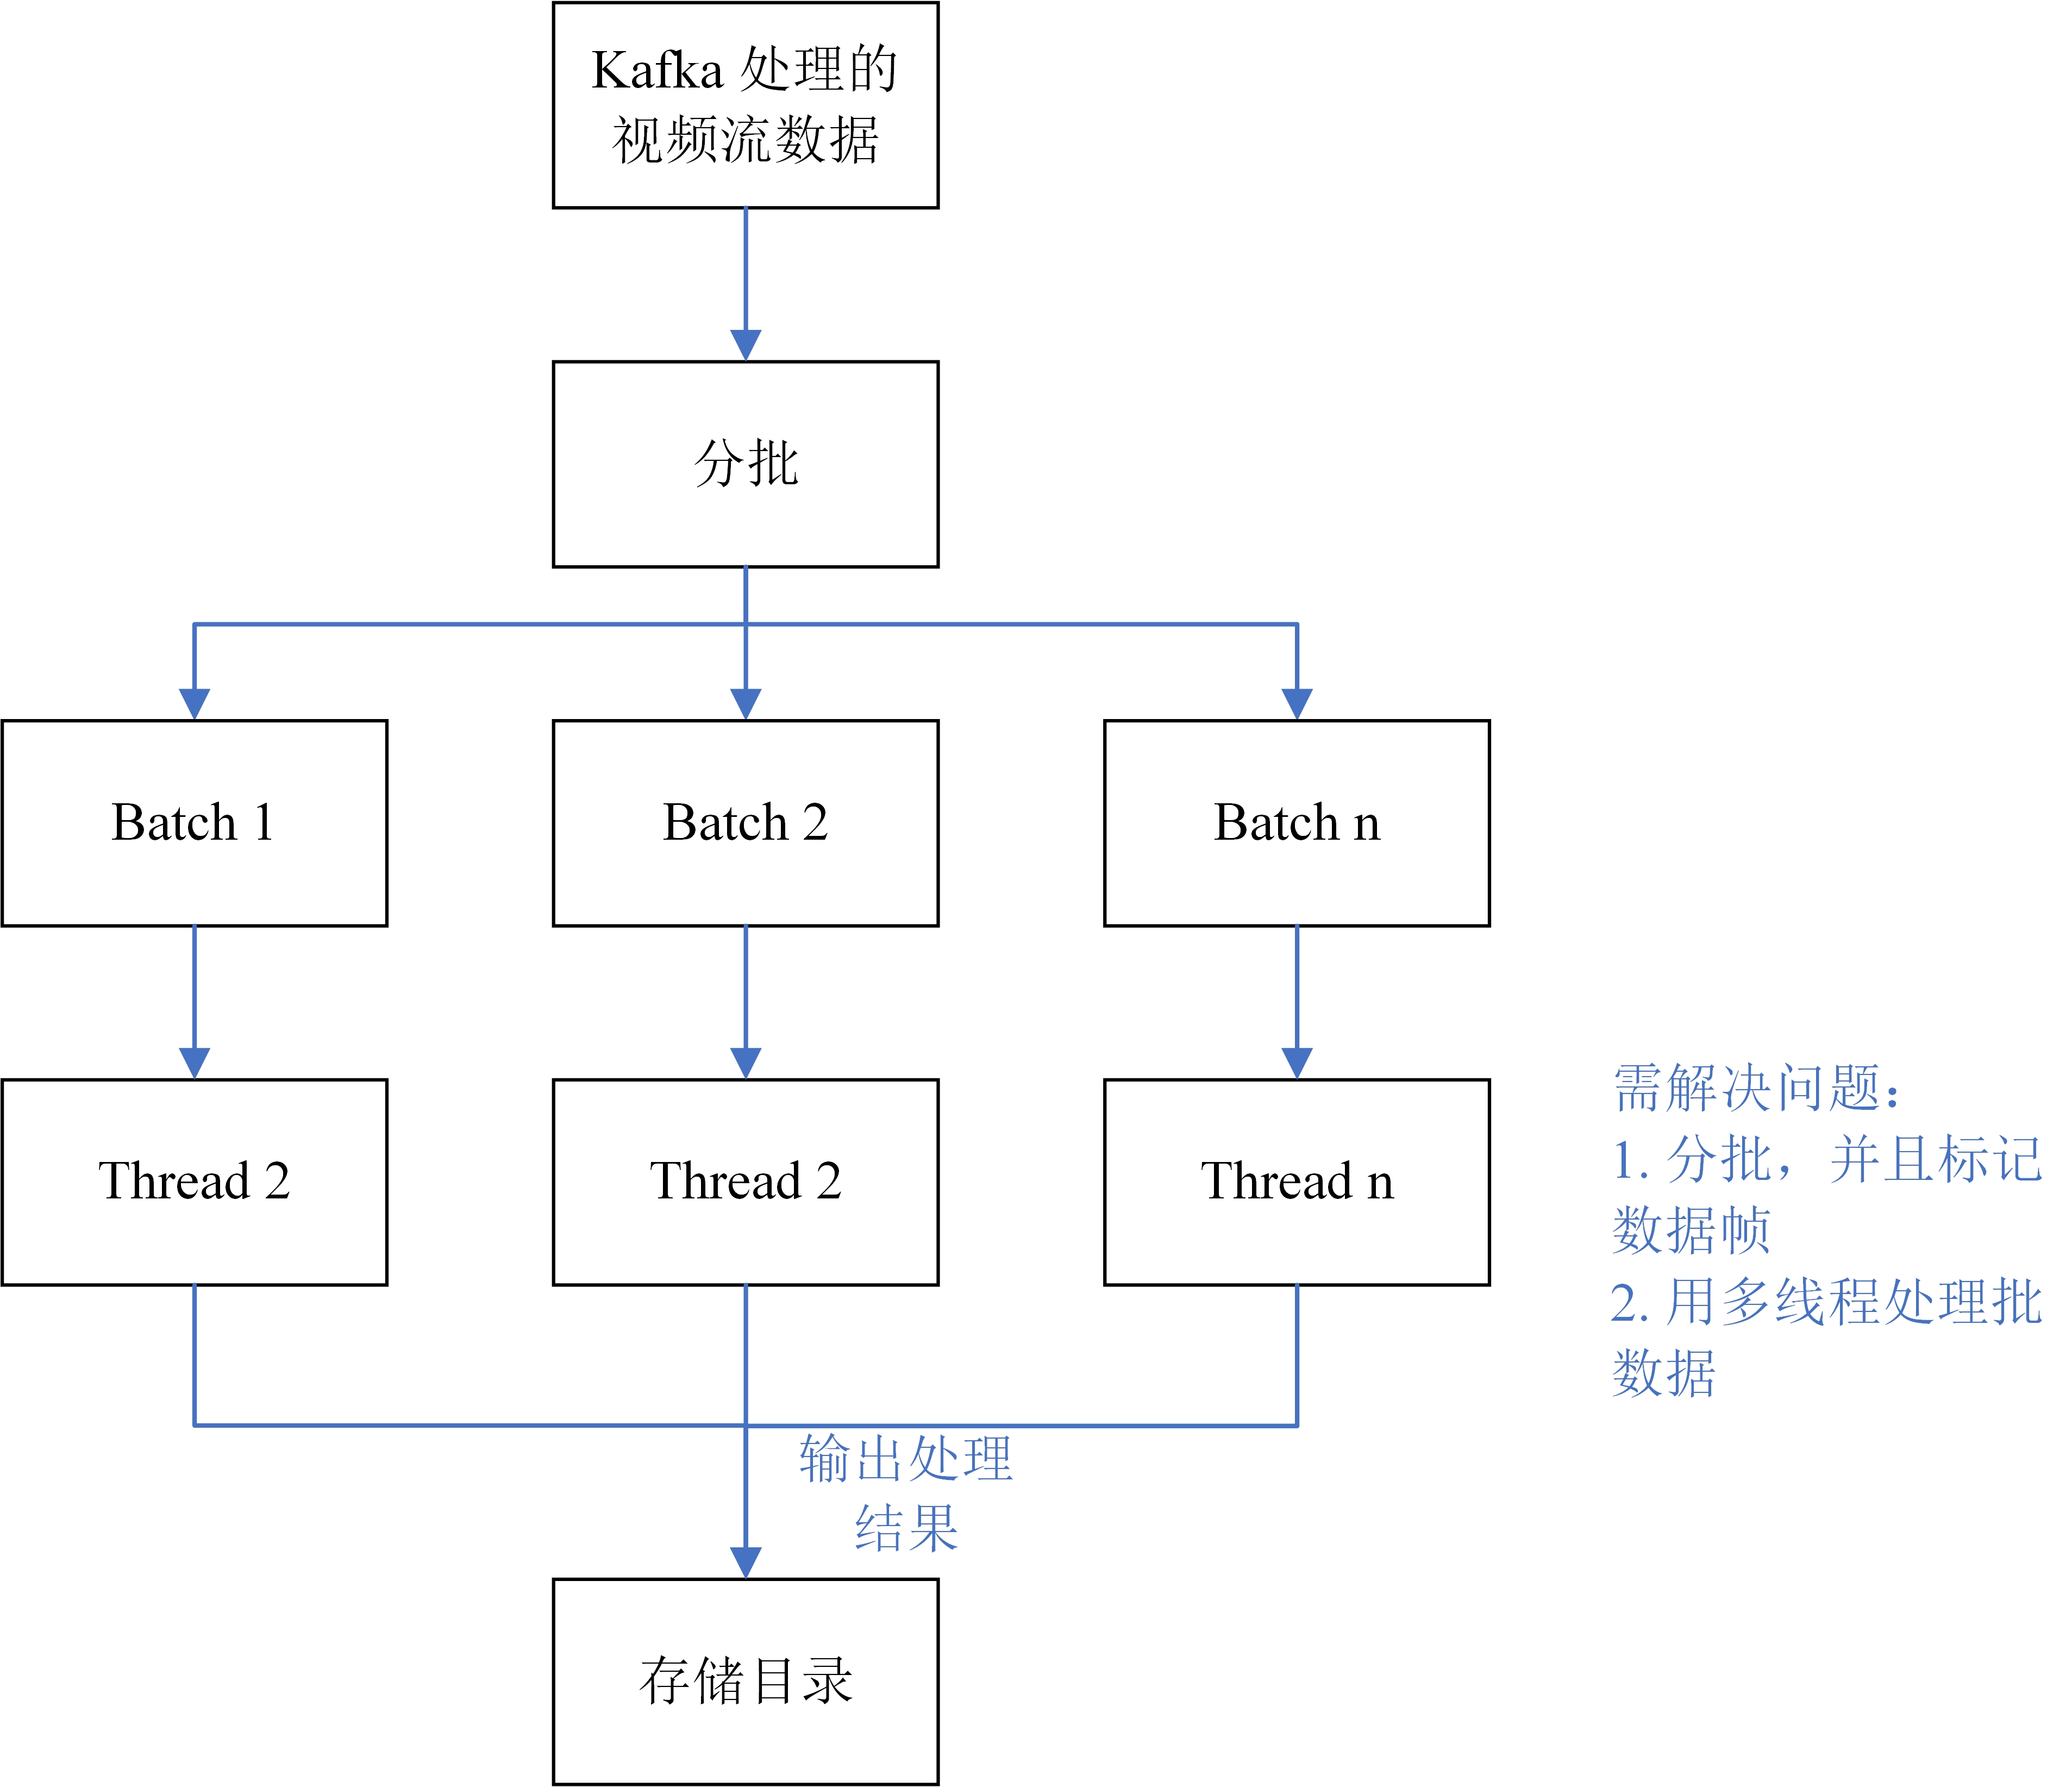 Kafka 处理的
视频流数据
分批
Batch 1
Batch 2
Batch n
Thread 2
Thread 2
Thread n
需解决问题：
1. 分批，并且标记
数据帧
2. 用多线程处理批
数据
输出处理
结果
存储目录